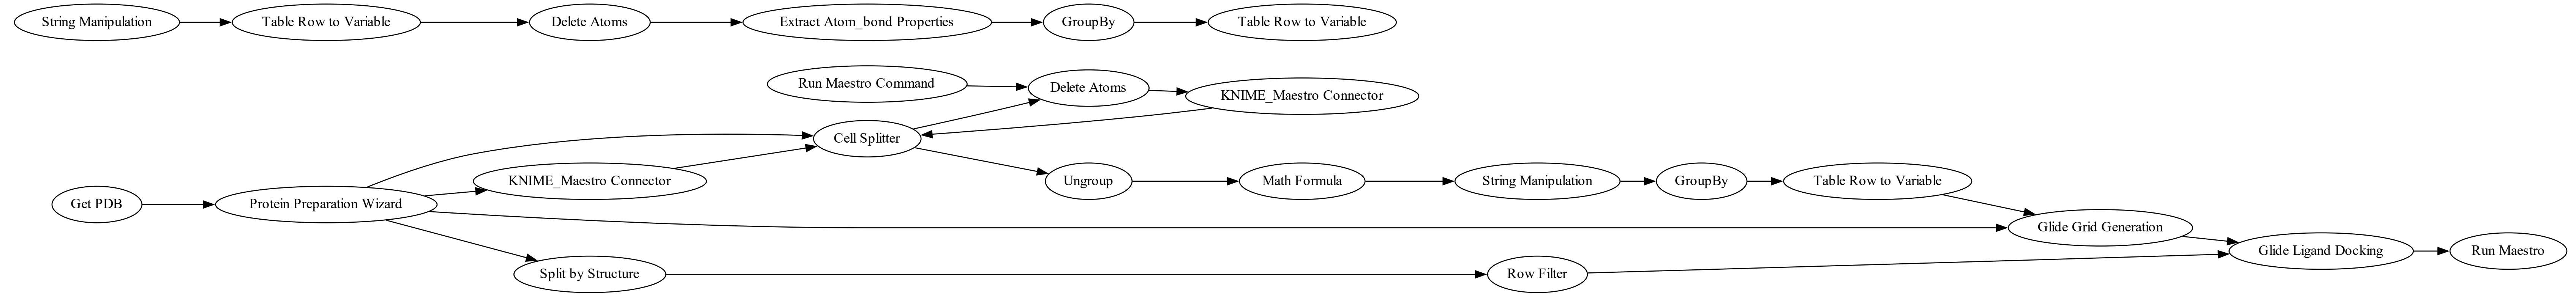 String Manipulation
Table Row to Variable
Delete Atoms
Extract Atom_bond Properties
GroupBy
Table Row to Variable
Run Maestro Command
Delete Atoms
KNIME_Maestro Connector
Cell Splitter
Get PDB
Protein Preparation Wizard
KNIME_Maestro Connector
Ungroup
Math Formula
String Manipulation
GroupBy
Table Row to Variable
Glide Grid Generation
Split by Structure
Row Filter
Glide Ligand Docking
Run Maestro